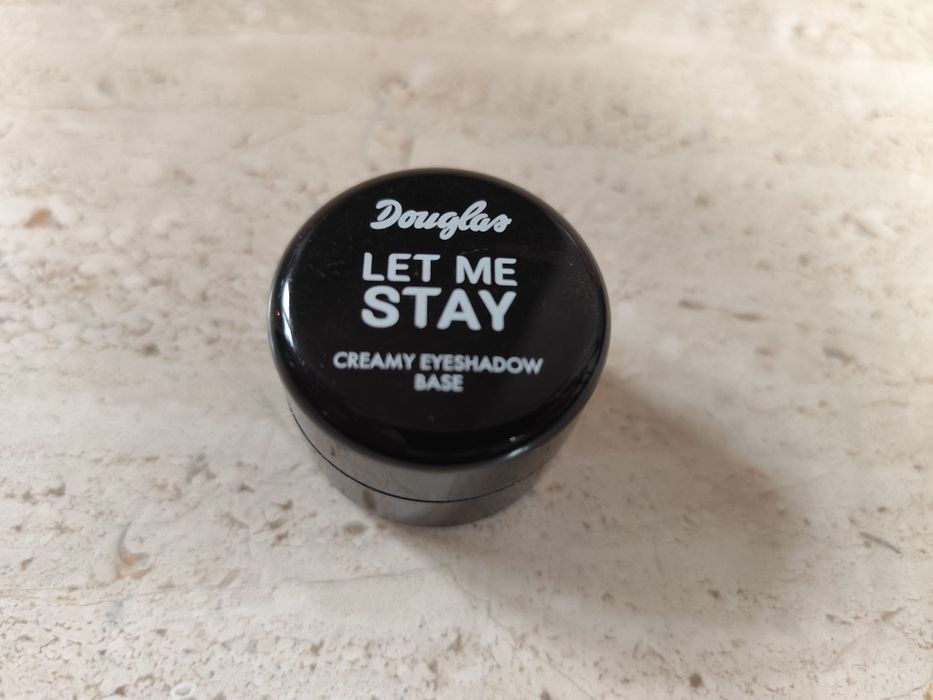 Douglas
LET ME
STAY
CREAMY EYESHADOW
BASE